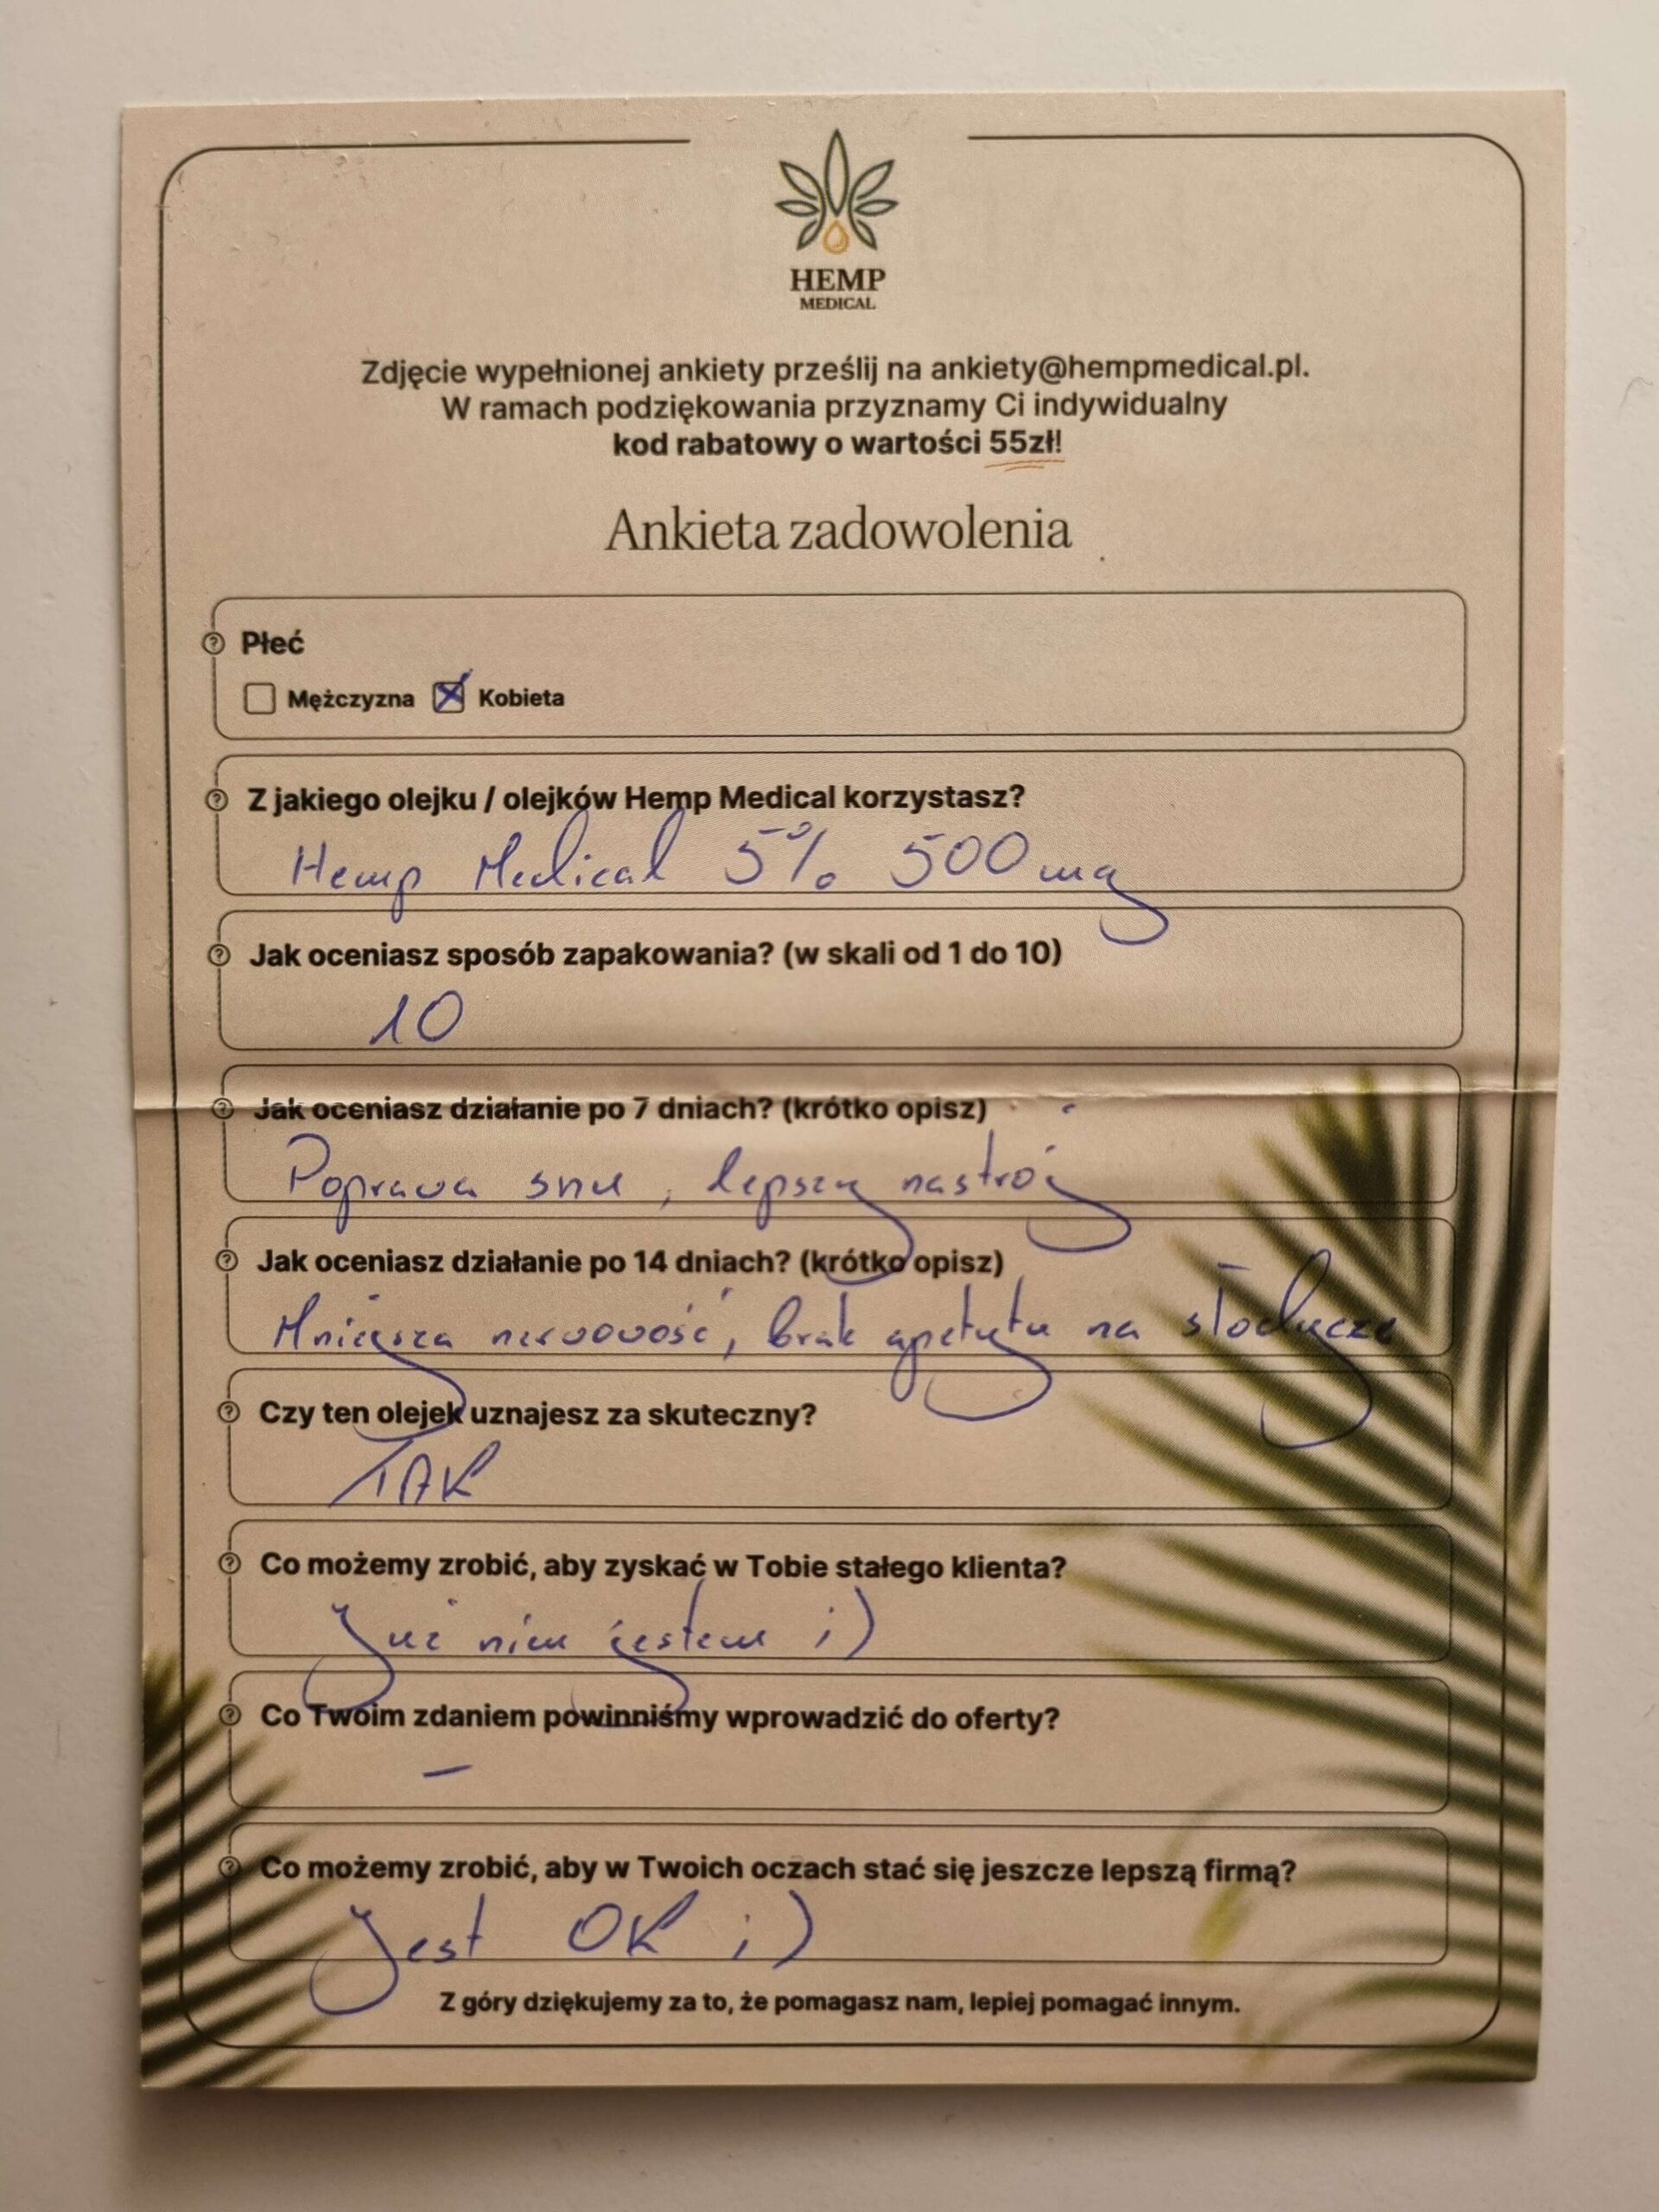 HEMP
MEDICAL
Zdjęcie wypełnionej ankiety prześlij na ankiety@hempmedical.pl.
W ramach podziękowania przyznamy Ci indywidualny
kod rabatowy o wartości 55zł!
Ankieta zadowolenia
Płeć
Mężczyzna Kobieta
Z jakiego olejku / olejków Hemp Medical korzystasz?
Hemp Medical 5% 500 mg
Jak oceniasz sposób zapakowania? (w skali od 1 do 10)
10
Jak oceniasz działanie po 7 dniach? (krótko opisz)
Poprawa snu, lepszy nastrój
Jak oceniasz działanie po 14 dniach? (krótko opisz)
Mniejsza nerwowość, brak apetytu na słodycze
Czy ten olejek uznajesz za skuteczny?
TAK
Co możemy zrobić, aby zyskać w Tobie stałego klienta?
Już nim jestem ;)
Co Twoim zdaniem powinniśmy wprowadzić do oferty?
–
Co możemy zrobić, aby w Twoich oczach stać się jeszcze lepszą firmą?
Jest OK ;)
Z góry dziękujemy za to, że pomagasz nam, lepiej pomagać innym.